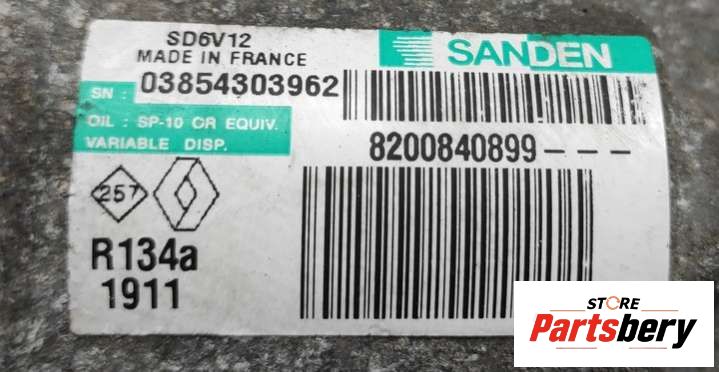 SD6V12
MADE IN FRANCE
SANDEN
SN : 03854303962
OIL : SP-10 OR EQUIV.
VARIABLE DISP.
8200840899---
257
R134a
1911
STORE
Partsbery